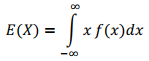 E(X) = ∫_{-∞}^{∞} x f(x)dx